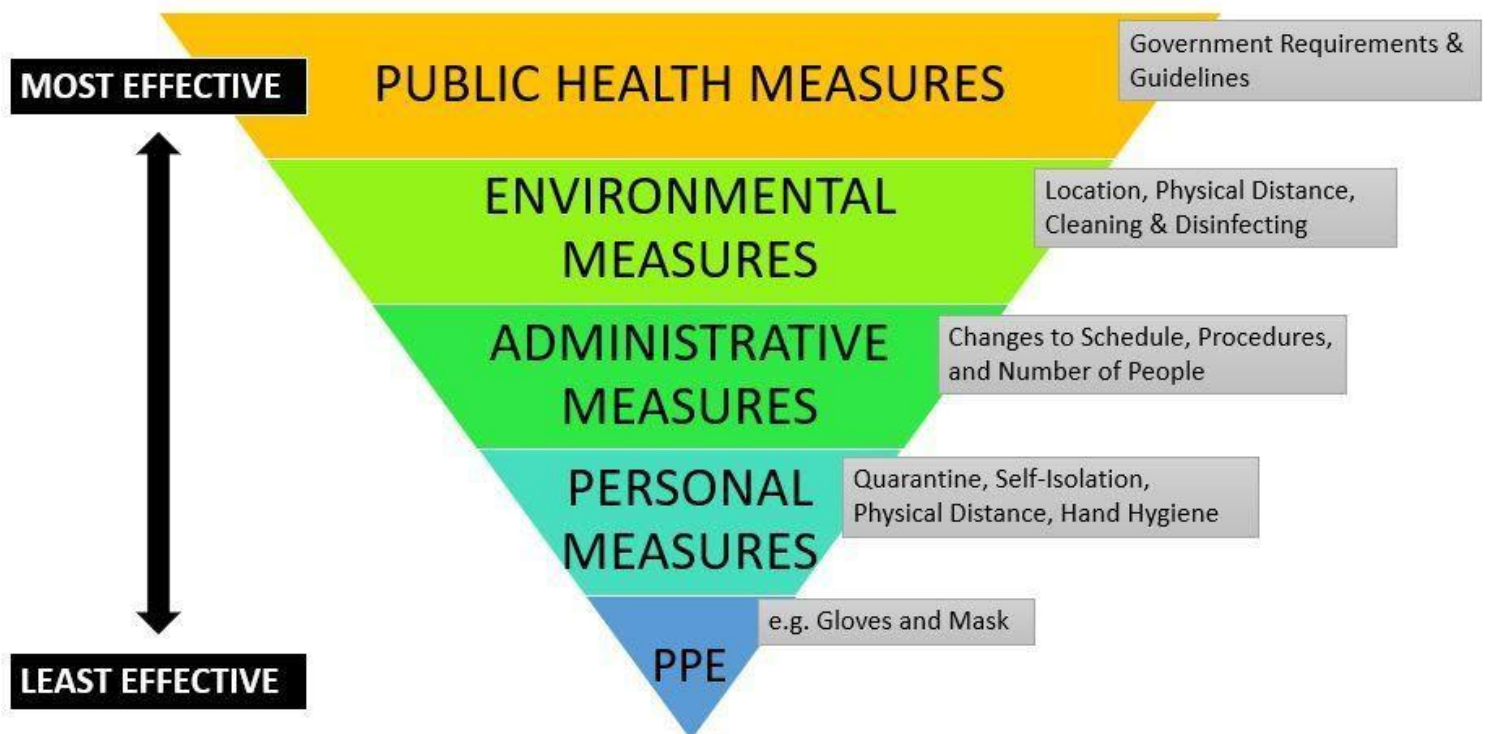 Government Requirements &
Guidelines
MOST EFFECTIVE
PUBLIC HEALTH MEASURES
ENVIRONMENTAL
MEASURES
Location, Physical Distance,
Cleaning & Disinfecting
ADMINISTRATIVE
MEASURES
Changes to Schedule, Procedures,
and Number of People
PERSONAL
MEASURES
Quarantine, Self-Isolation,
Physical Distance, Hand Hygiene
e.g. Gloves and Mask
PPE
LEAST EFFECTIVE